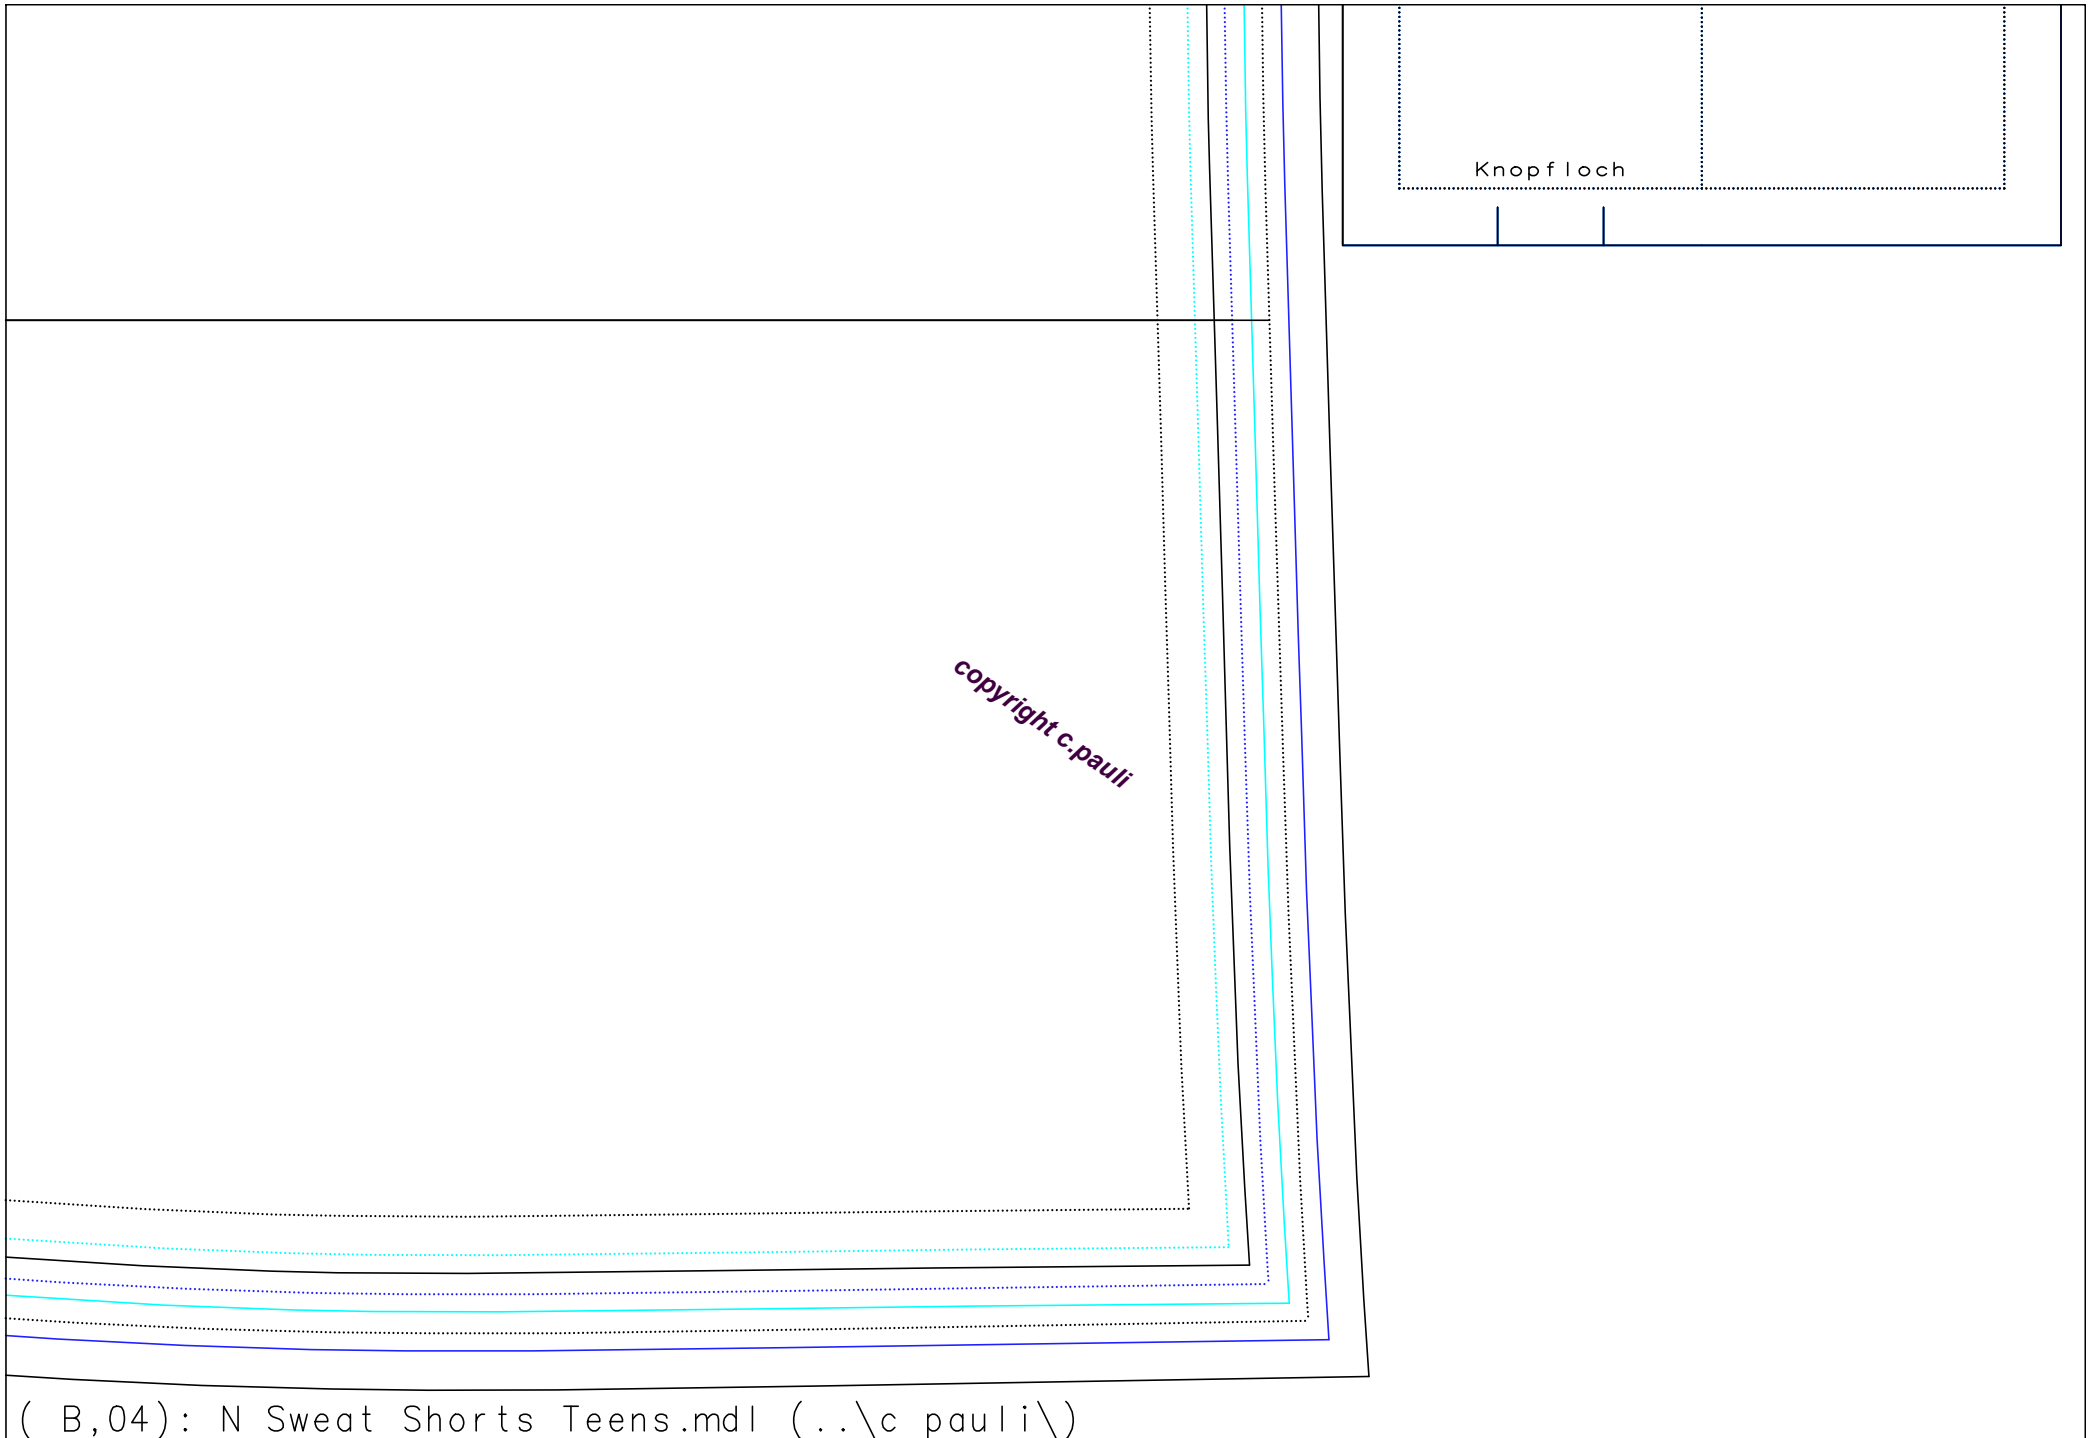 Knopfloch
copyright c.pauli
( B,04): N Sweat Shorts Teens.mdl (..\c pauli\)